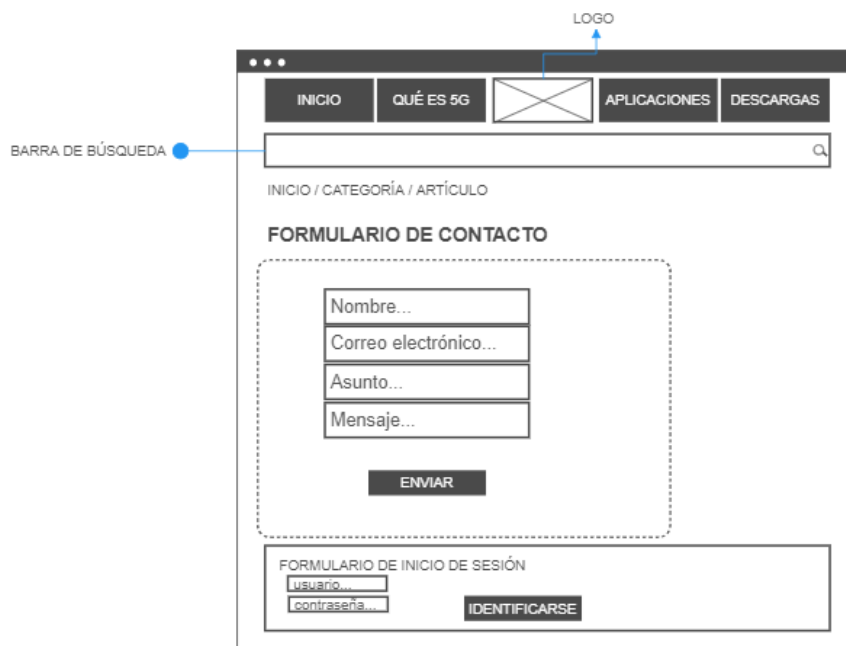 LOGO
INICIO QUÉ ES 5G APLICACIONES DESCARGAS
BARRA DE BÚSQUEDA
INICIO / CATEGORÍA / ARTÍCULO
FORMULARIO DE CONTACTO
Nombre...
Correo electrónico...
Asunto...
Mensaje...
ENVIAR
FORMULARIO DE INICIO DE SESIÓN
usuario...
contraseña...
IDENTIFICARSE